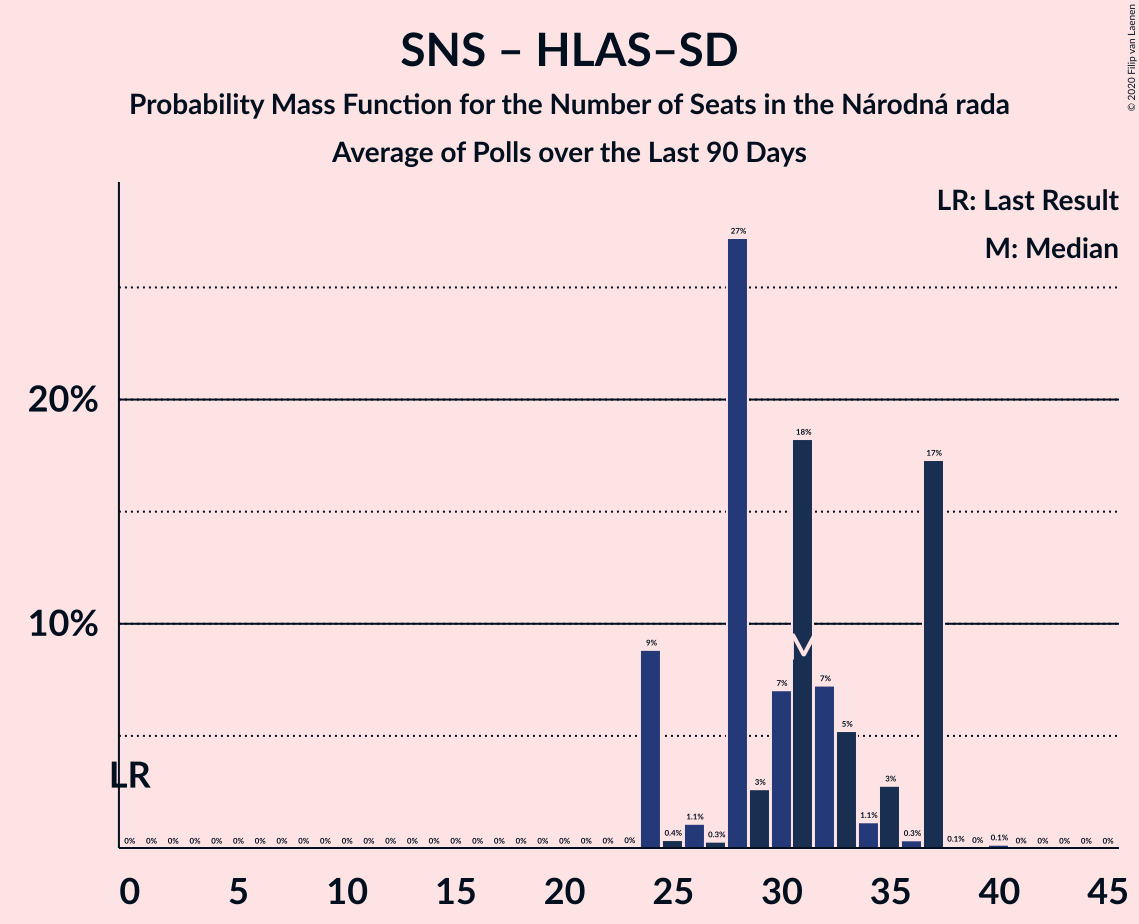 SNS – HLAS–SD
Probability Mass Function for the Number of Seats in the Národná rada
Average of Polls over the Last 90 Days
© 2020 Filip van Laenen
LR: Last Result
M: Median
27%
20%
18%
17%
10%
9%
M
7%
7%
5%
LR
3%
3%
1.1%
1.1%
0% 0% 0% 0% 0% 0% 0% 0% 0% 0% 0% 0% 0% 0% 0% 0% 0% 0% 0% 0% 0% 0% 0% 0% 0.4% 0.3% 0.3% 0.1% 0% 0.1% 0% 0% 0% 0% 0%
0 5 10 15 20 25 30 35 40 45